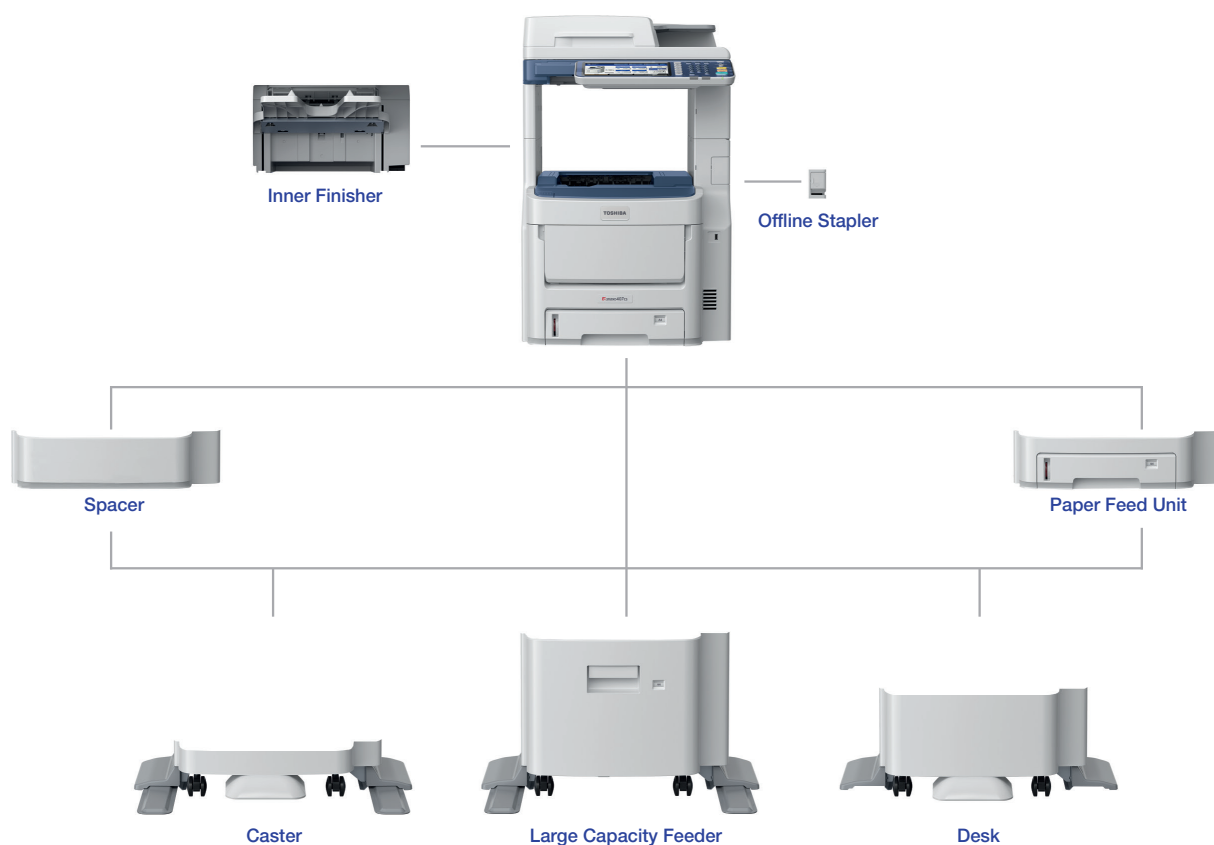 Inner Finisher
Offline Stapler
TOSHIBA
Spacer
Paper Feed Unit
Caster
Large Capacity Feeder
Desk